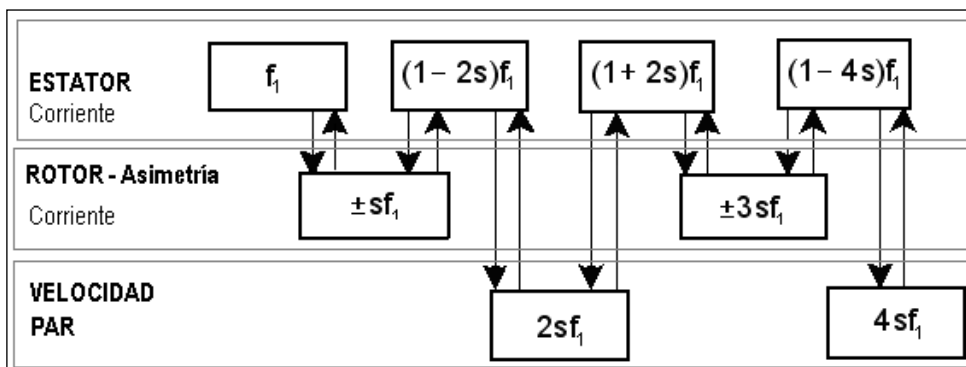 ESTATOR
Corriente
f₁
(1 − 2s)f₁
(1 + 2s)f₁
(1 − 4s)f₁
ROTOR - Asimetría
Corriente
±sf₁
±3sf₁
VELOCIDAD
PAR
2sf₁
4sf₁